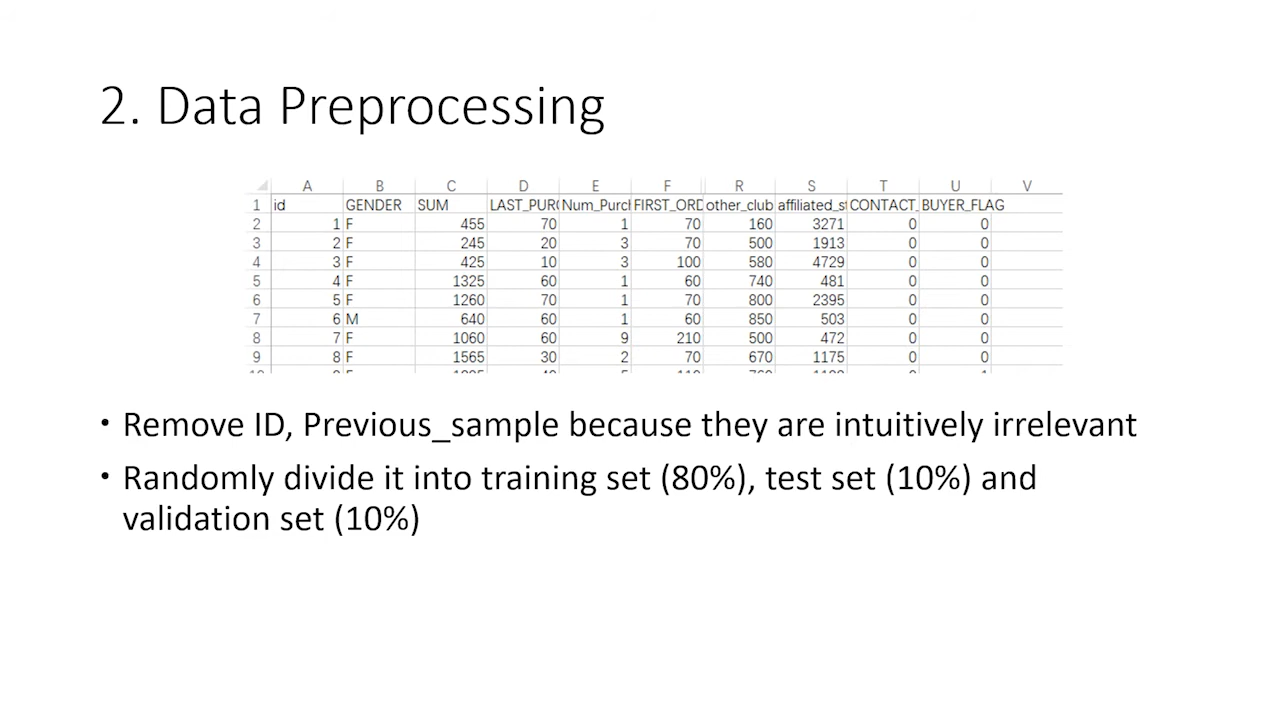 2. Data Preprocessing
A B C D E F R S T U V
1 id GENDER SUM LAST_PUR Num_Purcl FIRST_ORD other_club affiliated_st CONTACT_ BUYER_FLAG
2 1 F 455 70 1 70 160 3271 0 0
3 2 F 245 20 3 70 500 1913 0 0
4 3 F 425 10 3 100 580 4729 0 0
5 4 F 1325 60 1 60 740 481 0 0
6 5 F 1260 70 1 70 800 2395 0 0
7 6 M 640 60 1 60 850 503 0 0
8 7 F 1060 60 9 210 500 472 0 0
9 8 F 1565 30 2 70 670 1175 0 0
• Remove ID, Previous_sample because they are intuitively irrelevant
• Randomly divide it into training set (80%), test set (10%) and
validation set (10%)